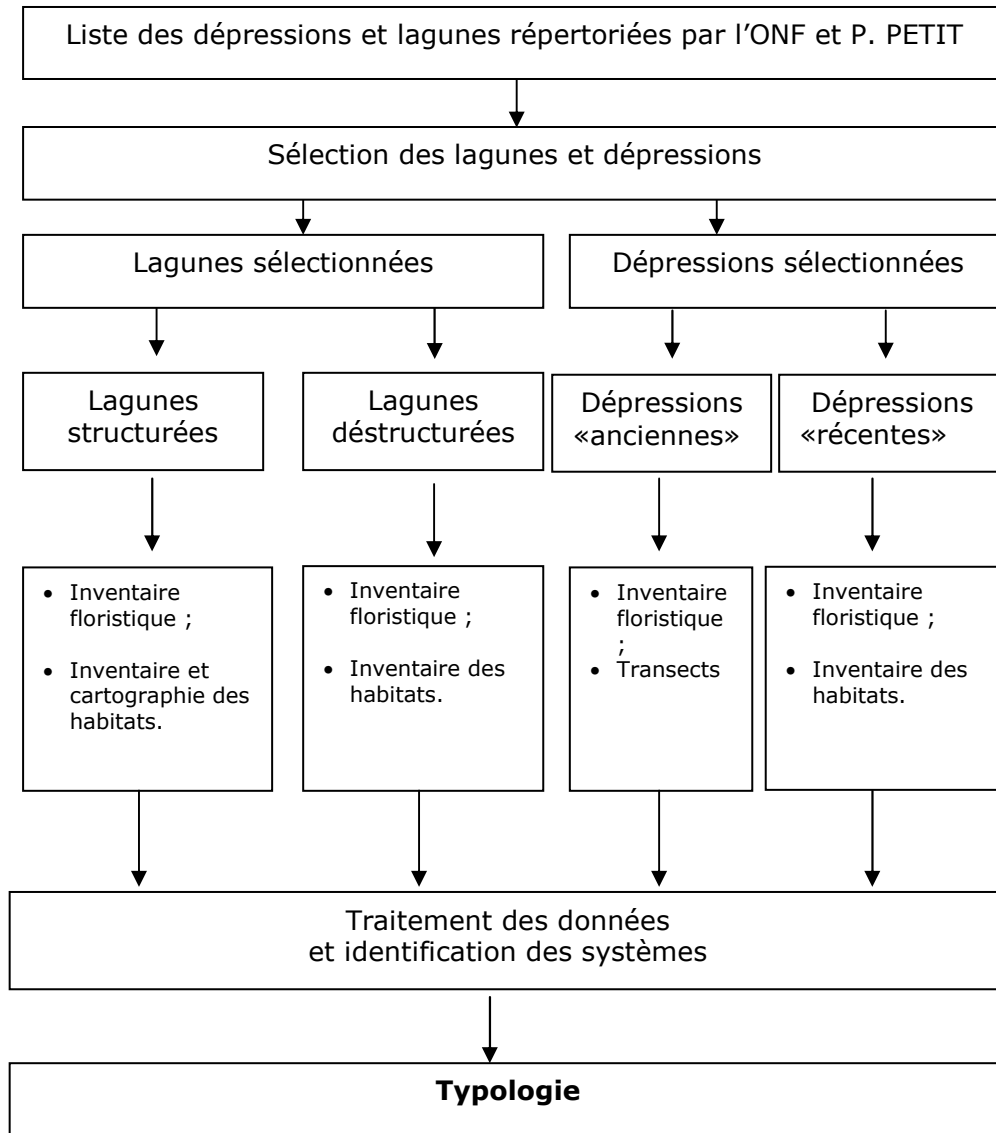 Liste des dépressions et lagunes répertoriées par l’ONF et P. PETIT
Sélection des lagunes et dépressions
Lagunes sélectionnées
Dépressions sélectionnées
Lagunes
structurées
Lagunes
déstructurées
Dépressions
«anciennes»
Dépressions
«récentes»
• Inventaire
floristique ;
• Inventaire et
cartographie des
habitats.
• Inventaire
floristique ;
• Inventaire des
habitats.
• Inventaire
floristique
;
• Transects
• Inventaire
floristique ;
• Inventaire des
habitats.
Traitement des données
et identification des systèmes
Typologie